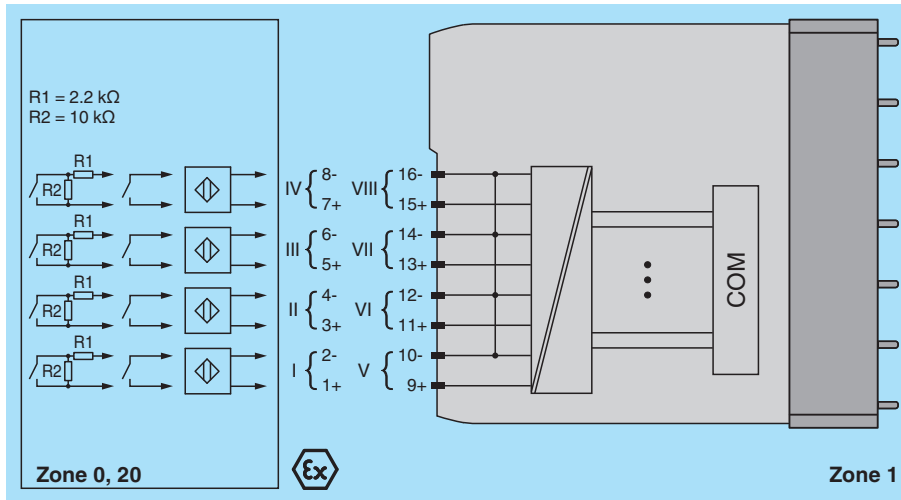 R1 = 2.2 kΩ
R2 = 10 kΩ
R1
R2
IV 8- VIII 16-
7+ 15+
R1
R2
III 6- VII 14-
5+ 13+
R1
R2
II 4- VI 12-
3+ 11+
R1
R2
I 2- V 10-
1+ 9+
COM
Zone 0, 20
Ex
Zone 1